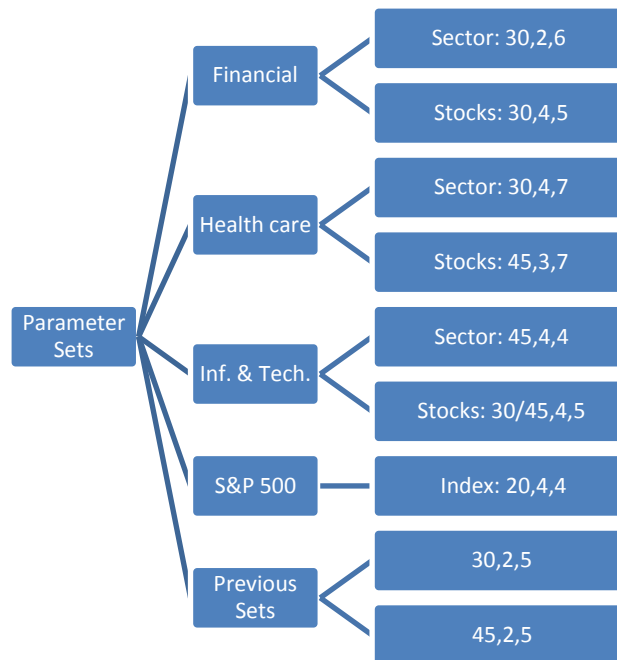 Parameter
Sets
Financial
Sector: 30,2,6
Stocks: 30,4,5
Health care
Sector: 30,4,7
Stocks: 45,3,7
Inf. & Tech.
Sector: 45,4,4
Stocks: 30/45,4,5
S&P 500
Index: 20,4,4
Previous
Sets
30,2,5
45,2,5